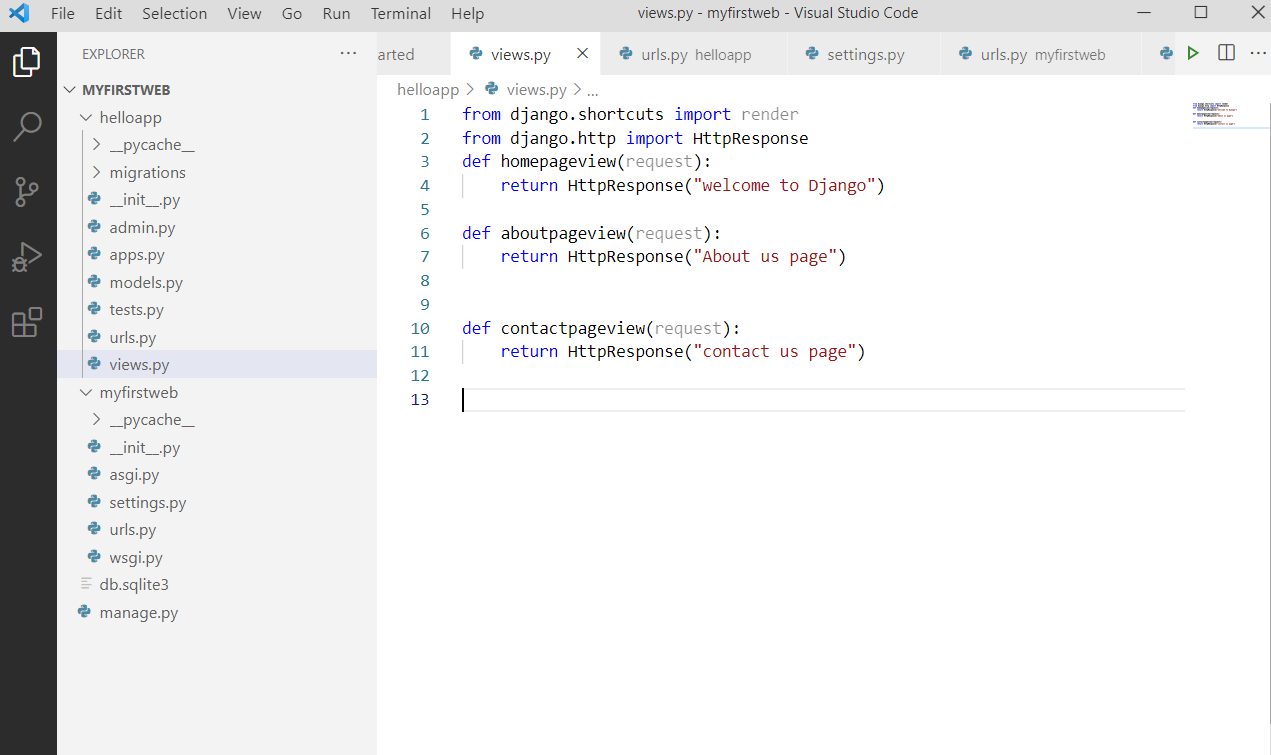 File Edit Selection View Go Run Terminal Help views.py - myfirstweb - Visual Studio Code
EXPLORER ...
arted views.py urls.py helloapp settings.py urls.py myfirstweb ...
MYFIRSTWEB
helloapp
__pycache__
migrations
__init__.py
admin.py
apps.py
models.py
tests.py
urls.py
views.py
myfirstweb
__pycache__
__init__.py
asgi.py
settings.py
urls.py
wsgi.py
db.sqlite3
manage.py
helloapp > views.py > ...
1 from django.shortcuts import render
2 from django.http import HttpResponse
3 def homepageview(request):
4     return HttpResponse("welcome to Django")
5
6 def aboutpageview(request):
7     return HttpResponse("About us page")
8
9
10 def contactpageview(request):
11     return HttpResponse("contact us page")
12
13